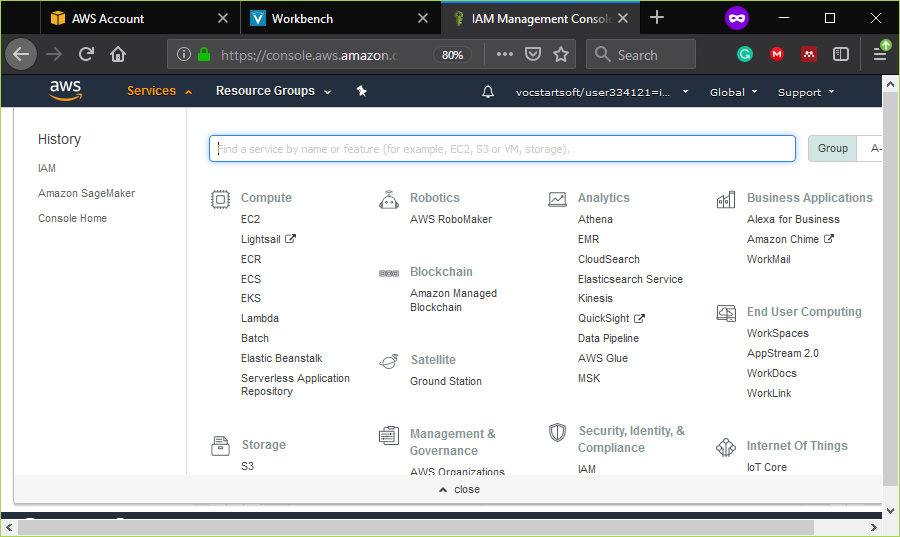 AWS Account
Workbench
IAM Management Console
https://console.aws.amazon.c
80%
Search
aws
Services
Resource Groups
vocstartsoft/user334121=i...
Global
Support
History
IAM
Amazon SageMaker
Console Home
Find a service by name or feature (for example, EC2, S3 or VM, storage).
Group
A-
Compute
EC2
Lightsail
ECR
ECS
EKS
Lambda
Batch
Elastic Beanstalk
Serverless Application
Repository
Storage
S3
Robotics
AWS RoboMaker
Blockchain
Amazon Managed
Blockchain
Satellite
Ground Station
Management &
Governance
AWS Organizations
Analytics
Athena
EMR
CloudSearch
Elasticsearch Service
Kinesis
QuickSight
Data Pipeline
AWS Glue
MSK
Security, Identity, &
Compliance
IAM
Business Applications
Alexa for Business
Amazon Chime
WorkMail
End User Computing
WorkSpaces
AppStream 2.0
WorkDocs
WorkLink
Internet Of Things
IoT Core
close